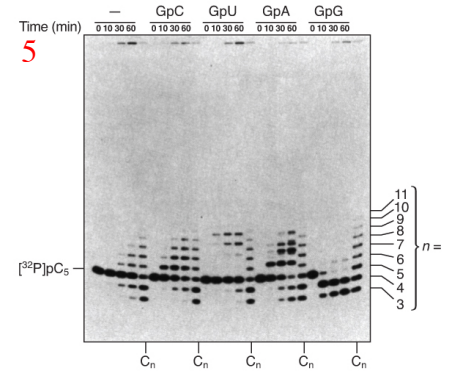 — GpC GpU GpA GpG
Time (min) 0 10 30 60 0 10 30 60 0 10 30 60 0 10 30 60 0 10 30 60
5
11
10
9
8
7
6
5
4
3
n =
[³²P]pC₅
Cₙ Cₙ Cₙ Cₙ Cₙ